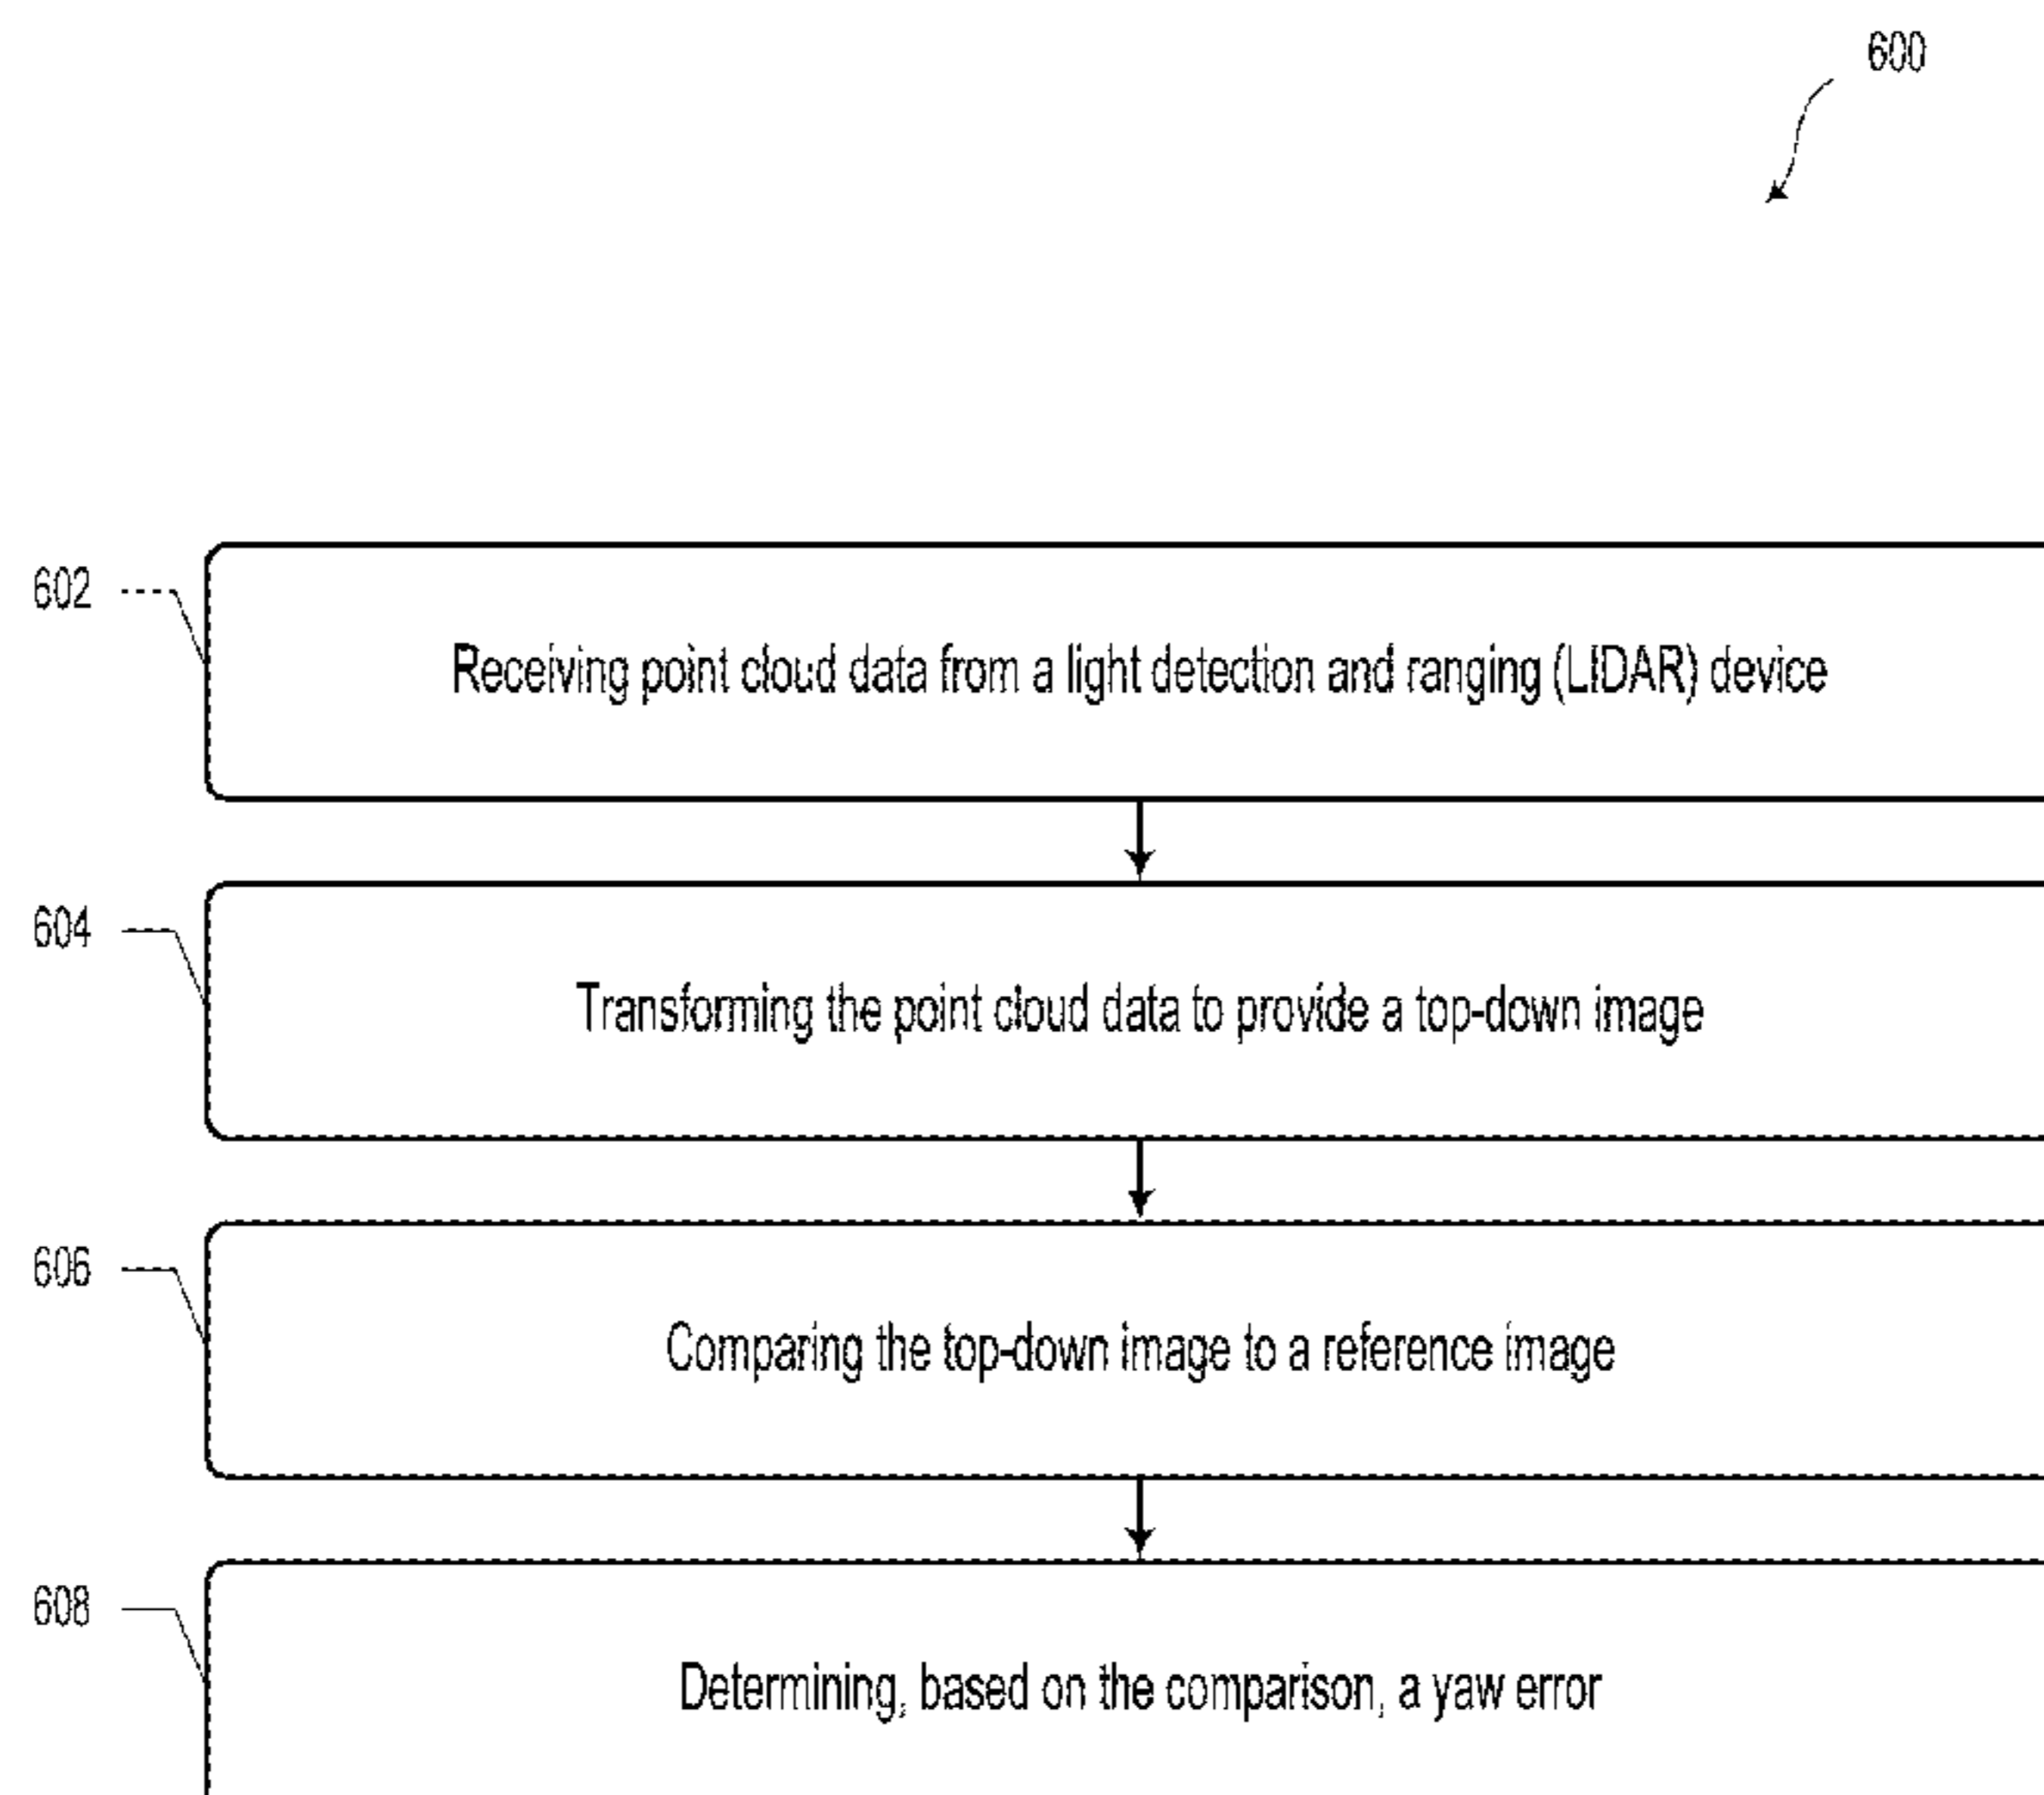 600
602
Receiving point cloud data from a light detection and ranging (LIDAR) device
604
Transforming the point cloud data to provide a top-down image
606
Comparing the top-down image to a reference image
608
Determining, based on the comparison, a yaw error